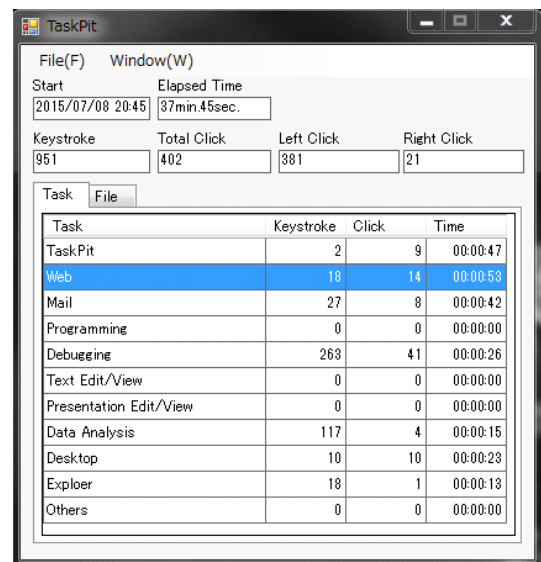 TaskPit
File(F) Window(W)
Start Elapsed Time
2015/07/08 20:45 37min.45sec.
Keystroke Total Click Left Click Right Click
951 402 381 21
Task File
Task Keystroke Click Time
TaskPit 2 9 00:00:47
Web 18 14 00:00:53
Mail 27 8 00:00:42
Programming 0 0 00:00:00
Debugging 263 41 00:00:26
Text Edit/View 0 0 00:00:00
Presentation Edit/View 0 0 00:00:00
Data Analysis 117 4 00:00:15
Desktop 10 10 00:00:23
Exploer 18 1 00:00:13
Others 0 0 00:00:00